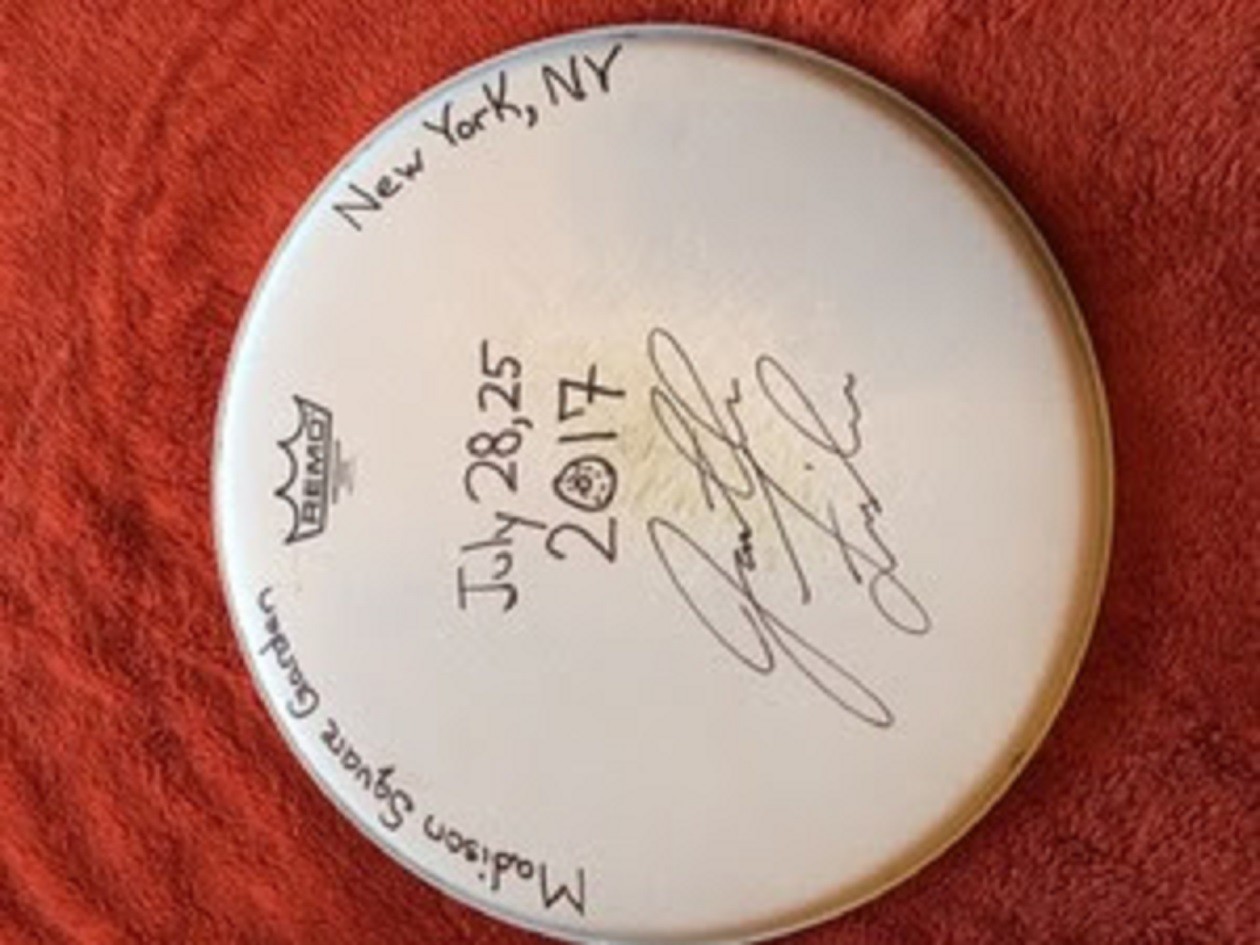 Madison Square Garden
REMO
New York, NY
July 28,25
2017